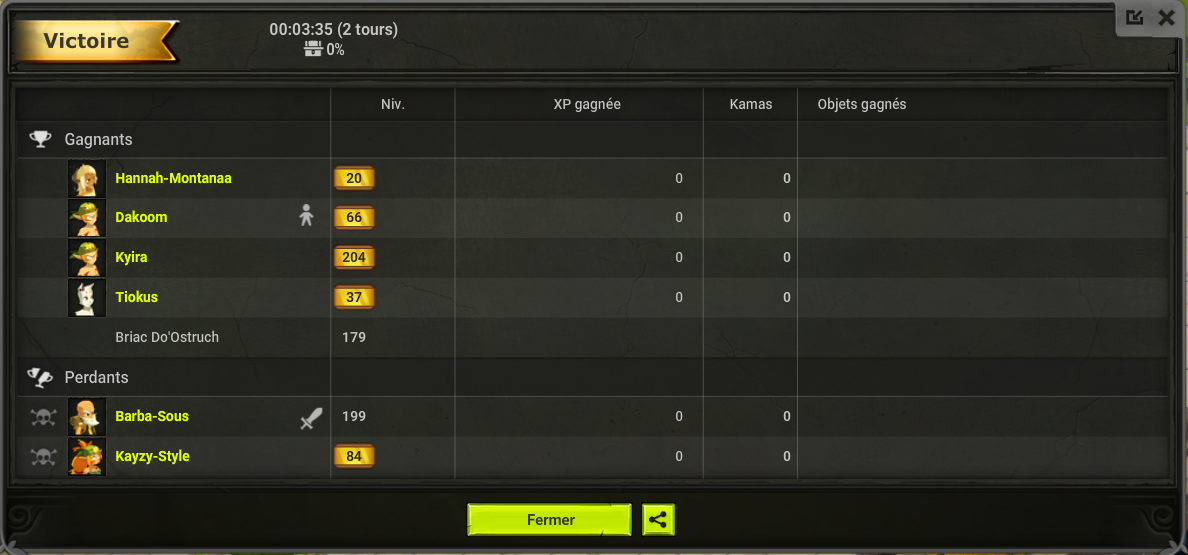 Victoire
00:03:35 (2 tours)
0%
Niv. XP gagnée Kamas Objets gagnés
Gagnants
Hannah-Montanaa 20 0 0
Dakoom 66 0 0
Kyira 204 0 0
Tiokus 37 0 0
Briac Do'Ostruch 179
Perdants
Barba-Sous 199 0 0
Kayzy-Style 84 0 0
Fermer